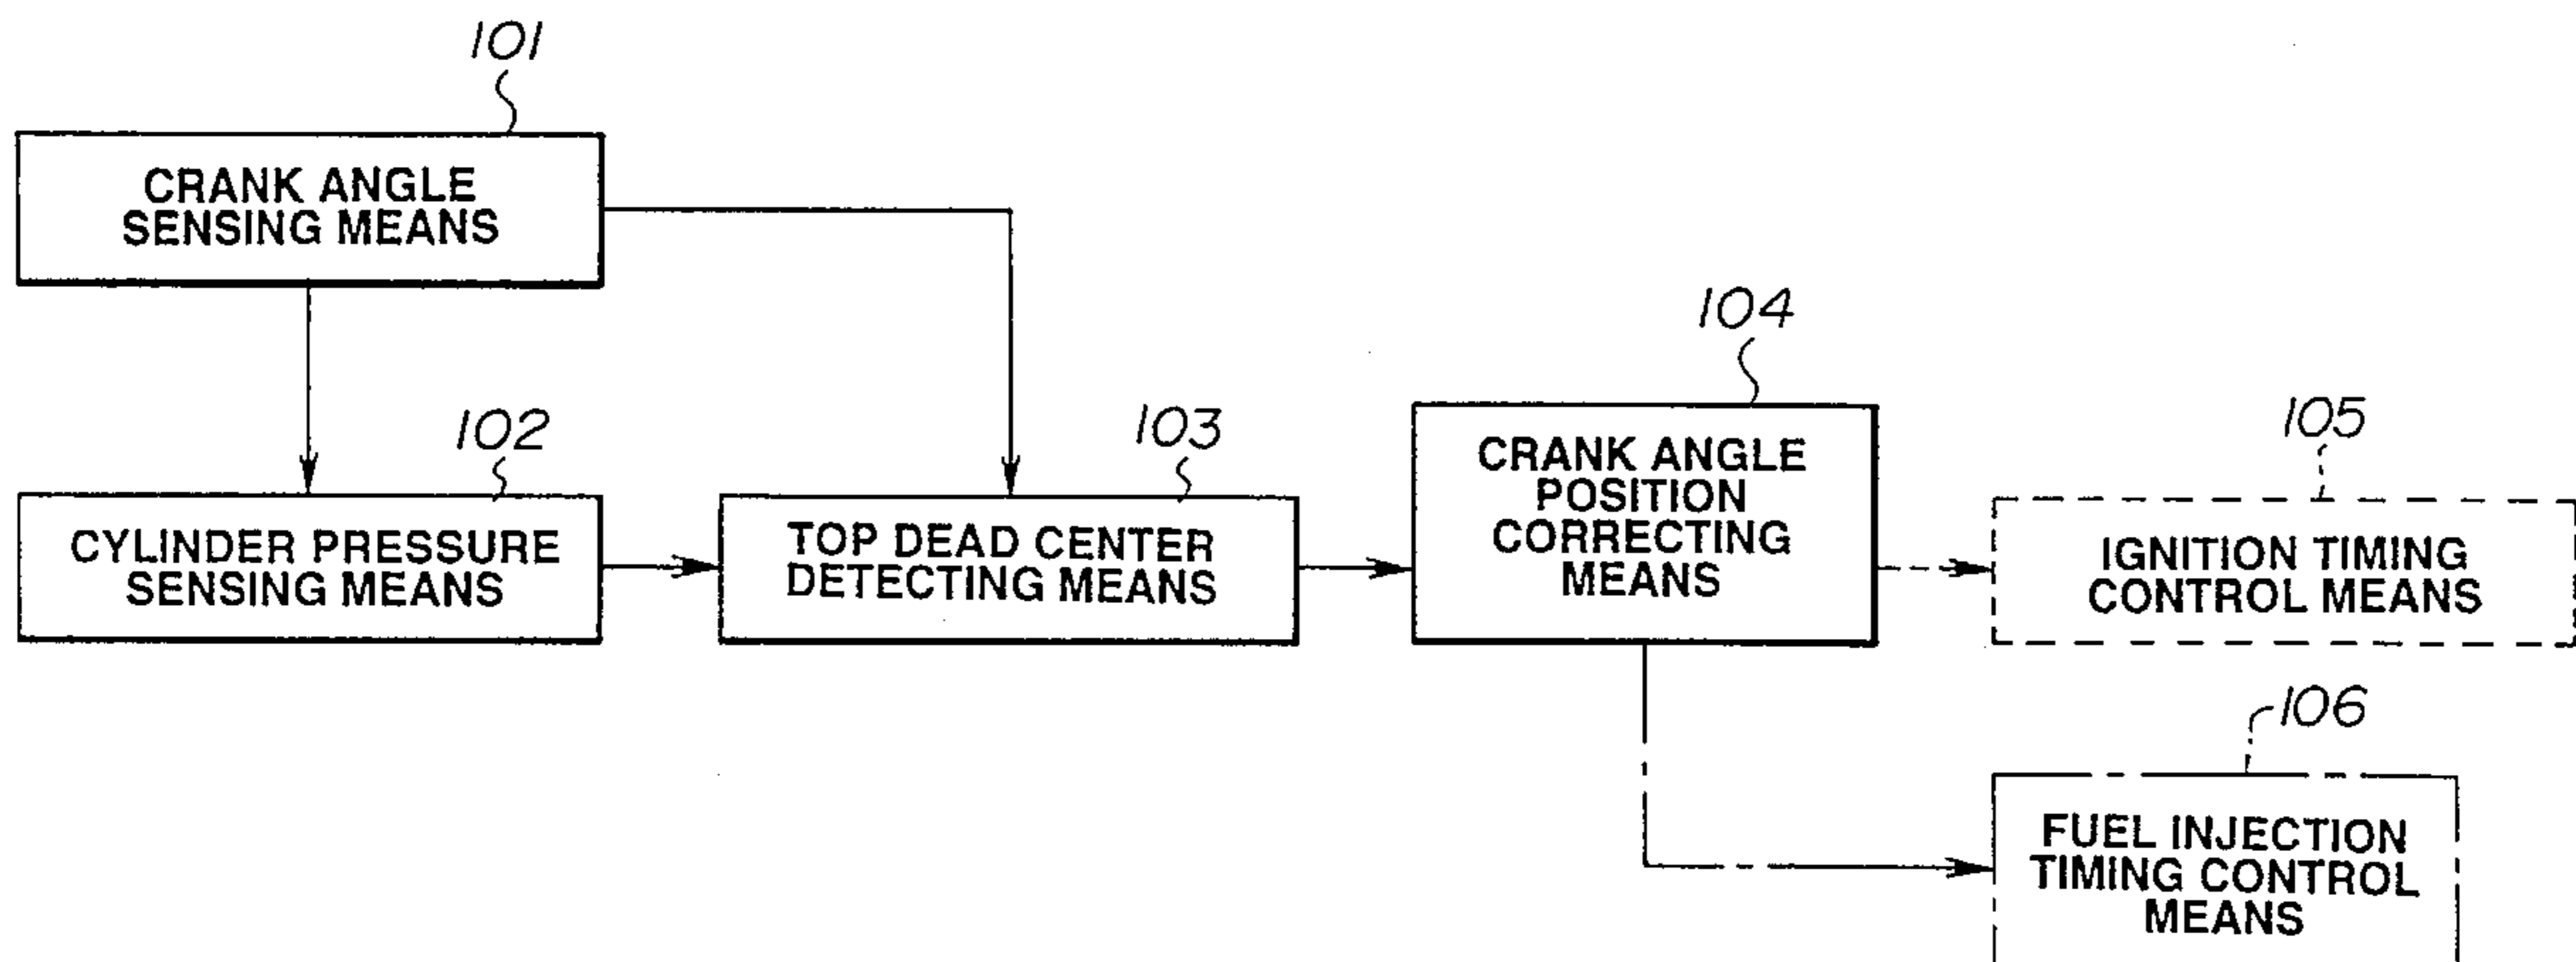 101
CRANK ANGLE
SENSING MEANS
102
CYLINDER PRESSURE
SENSING MEANS
103
TOP DEAD CENTER
DETECTING MEANS
104
CRANK ANGLE
POSITION
CORRECTING
MEANS
105
IGNITION TIMING
CONTROL MEANS
106
FUEL INJECTION
TIMING CONTROL
MEANS